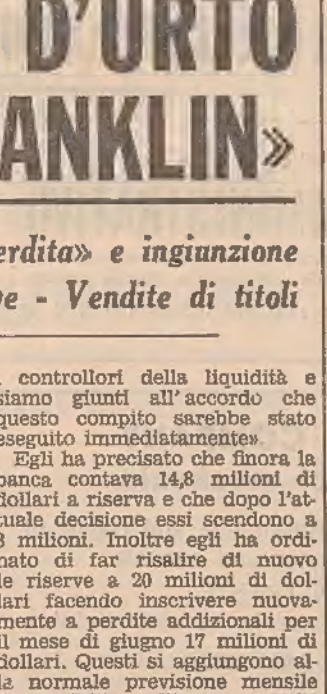 D'URTO
ANKLIN»
erdita» e ingiunzione
e - Vendite di titoli
i controllori della liquidità e
siamo giunti all'accordo che
questo compito sarebbe stato
eseguito immediatamente».
Egli ha precisato che finora la
banca contava 14,8 milioni di
dollari a riserva e che dopo l'at-
tuale decisione essi scendono a
3 milioni. Inoltre egli ha ordi-
nato di far risalire di nuovo
le riserve a 20 milioni di dol-
lari facendo inscrivere nuova-
mente a perdite addizionali per
il mese di giugno 17 milioni di
dollari. Questi si aggiungono al-
la normale previsione mensile